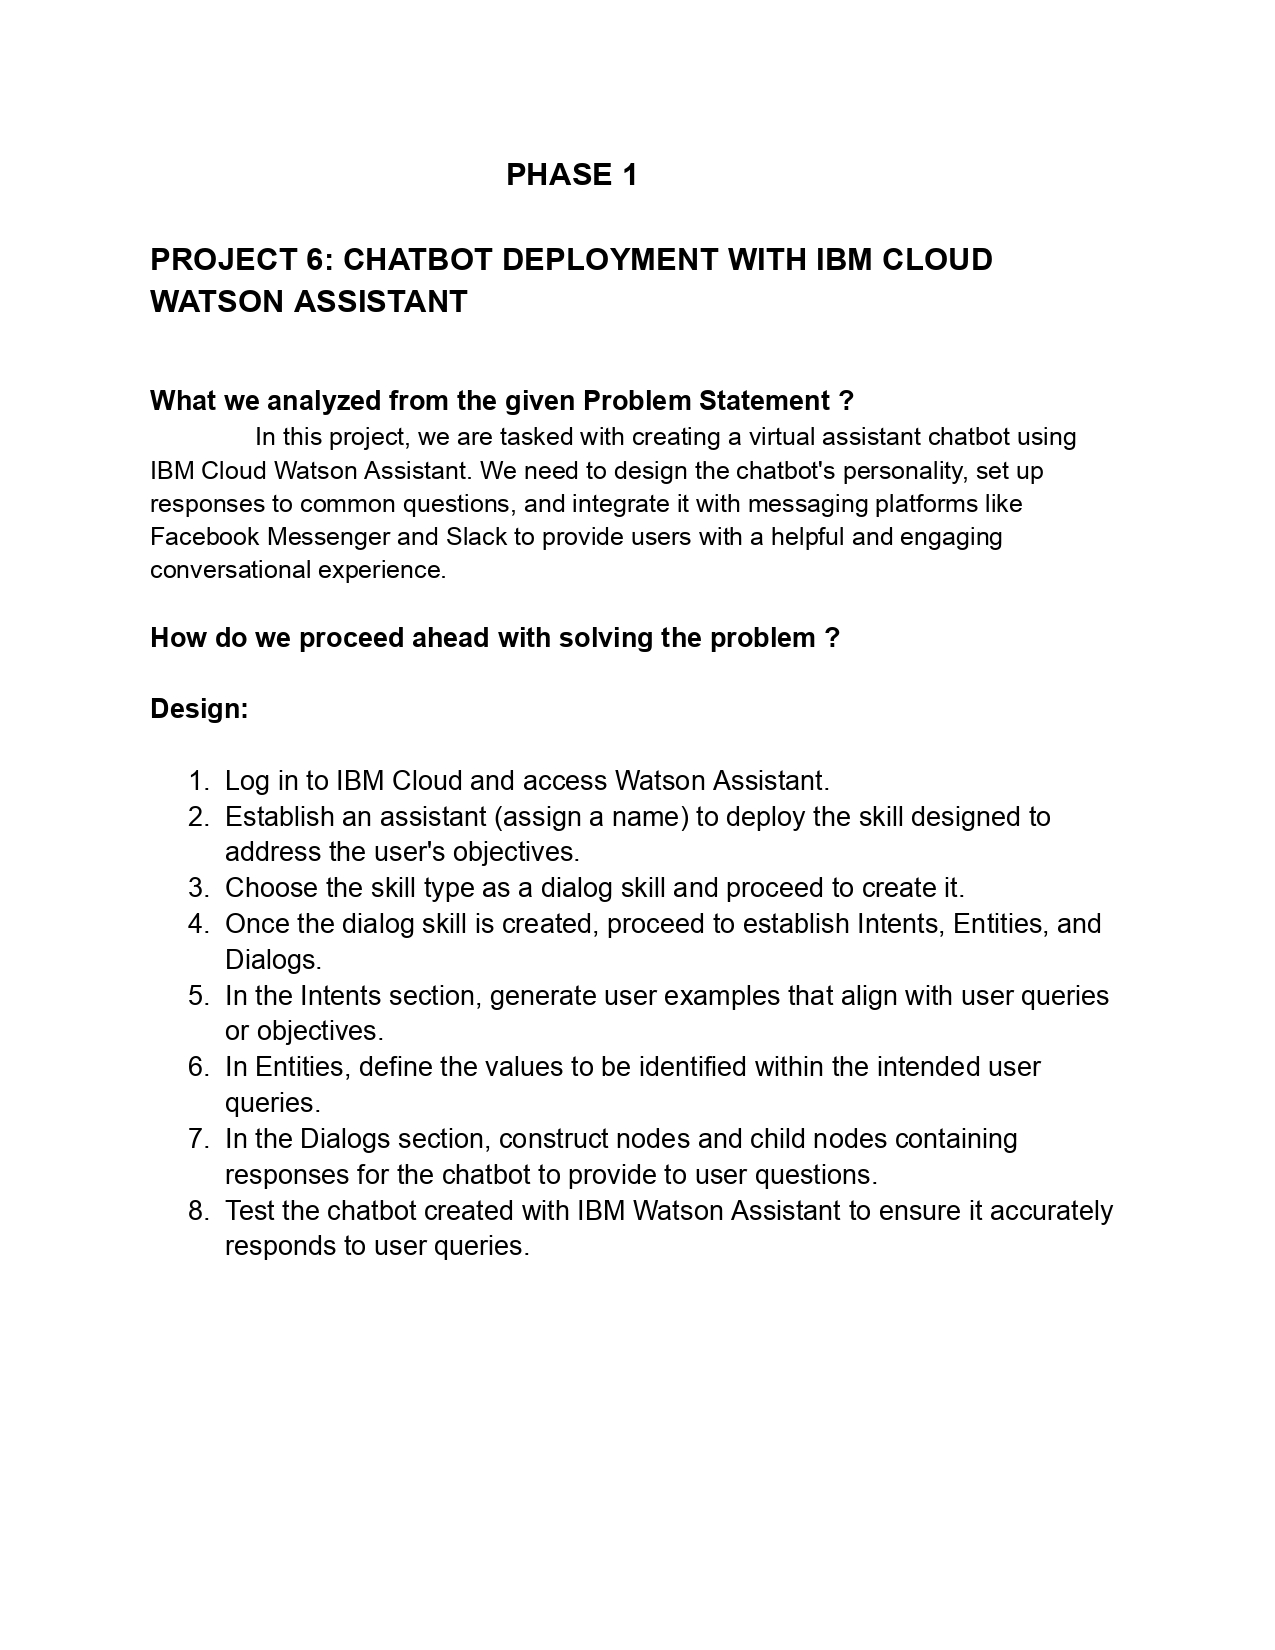 PHASE 1
PROJECT 6: CHATBOT DEPLOYMENT WITH IBM CLOUD
WATSON ASSISTANT
What we analyzed from the given Problem Statement ?
In this project, we are tasked with creating a virtual assistant chatbot using
IBM Cloud Watson Assistant. We need to design the chatbot's personality, set up
responses to common questions, and integrate it with messaging platforms like
Facebook Messenger and Slack to provide users with a helpful and engaging
conversational experience.
How do we proceed ahead with solving the problem ?
Design:
1. Log in to IBM Cloud and access Watson Assistant.
2. Establish an assistant (assign a name) to deploy the skill designed to
address the user's objectives.
3. Choose the skill type as a dialog skill and proceed to create it.
4. Once the dialog skill is created, proceed to establish Intents, Entities, and
Dialogs.
5. In the Intents section, generate user examples that align with user queries
or objectives.
6. In Entities, define the values to be identified within the intended user
queries.
7. In the Dialogs section, construct nodes and child nodes containing
responses for the chatbot to provide to user questions.
8. Test the chatbot created with IBM Watson Assistant to ensure it accurately
responds to user queries.